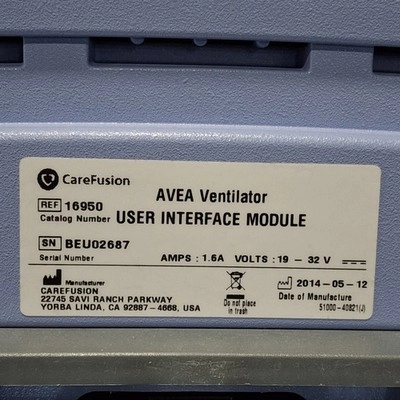 CareFusion
AVEA Ventilator
REF 16950
Catalog Number
USER INTERFACE MODULE
SN BEU02687
Serial Number
AMPS : 1.6A VOLTS : 19 - 32 V
Manufacturer
CAREFUSION
22745 SAVI RANCH PARKWAY
YORBA LINDA, CA 92887-4668, USA
Do not place
in trash
2014-05-12
Date of Manufacture
51000-40821(J)